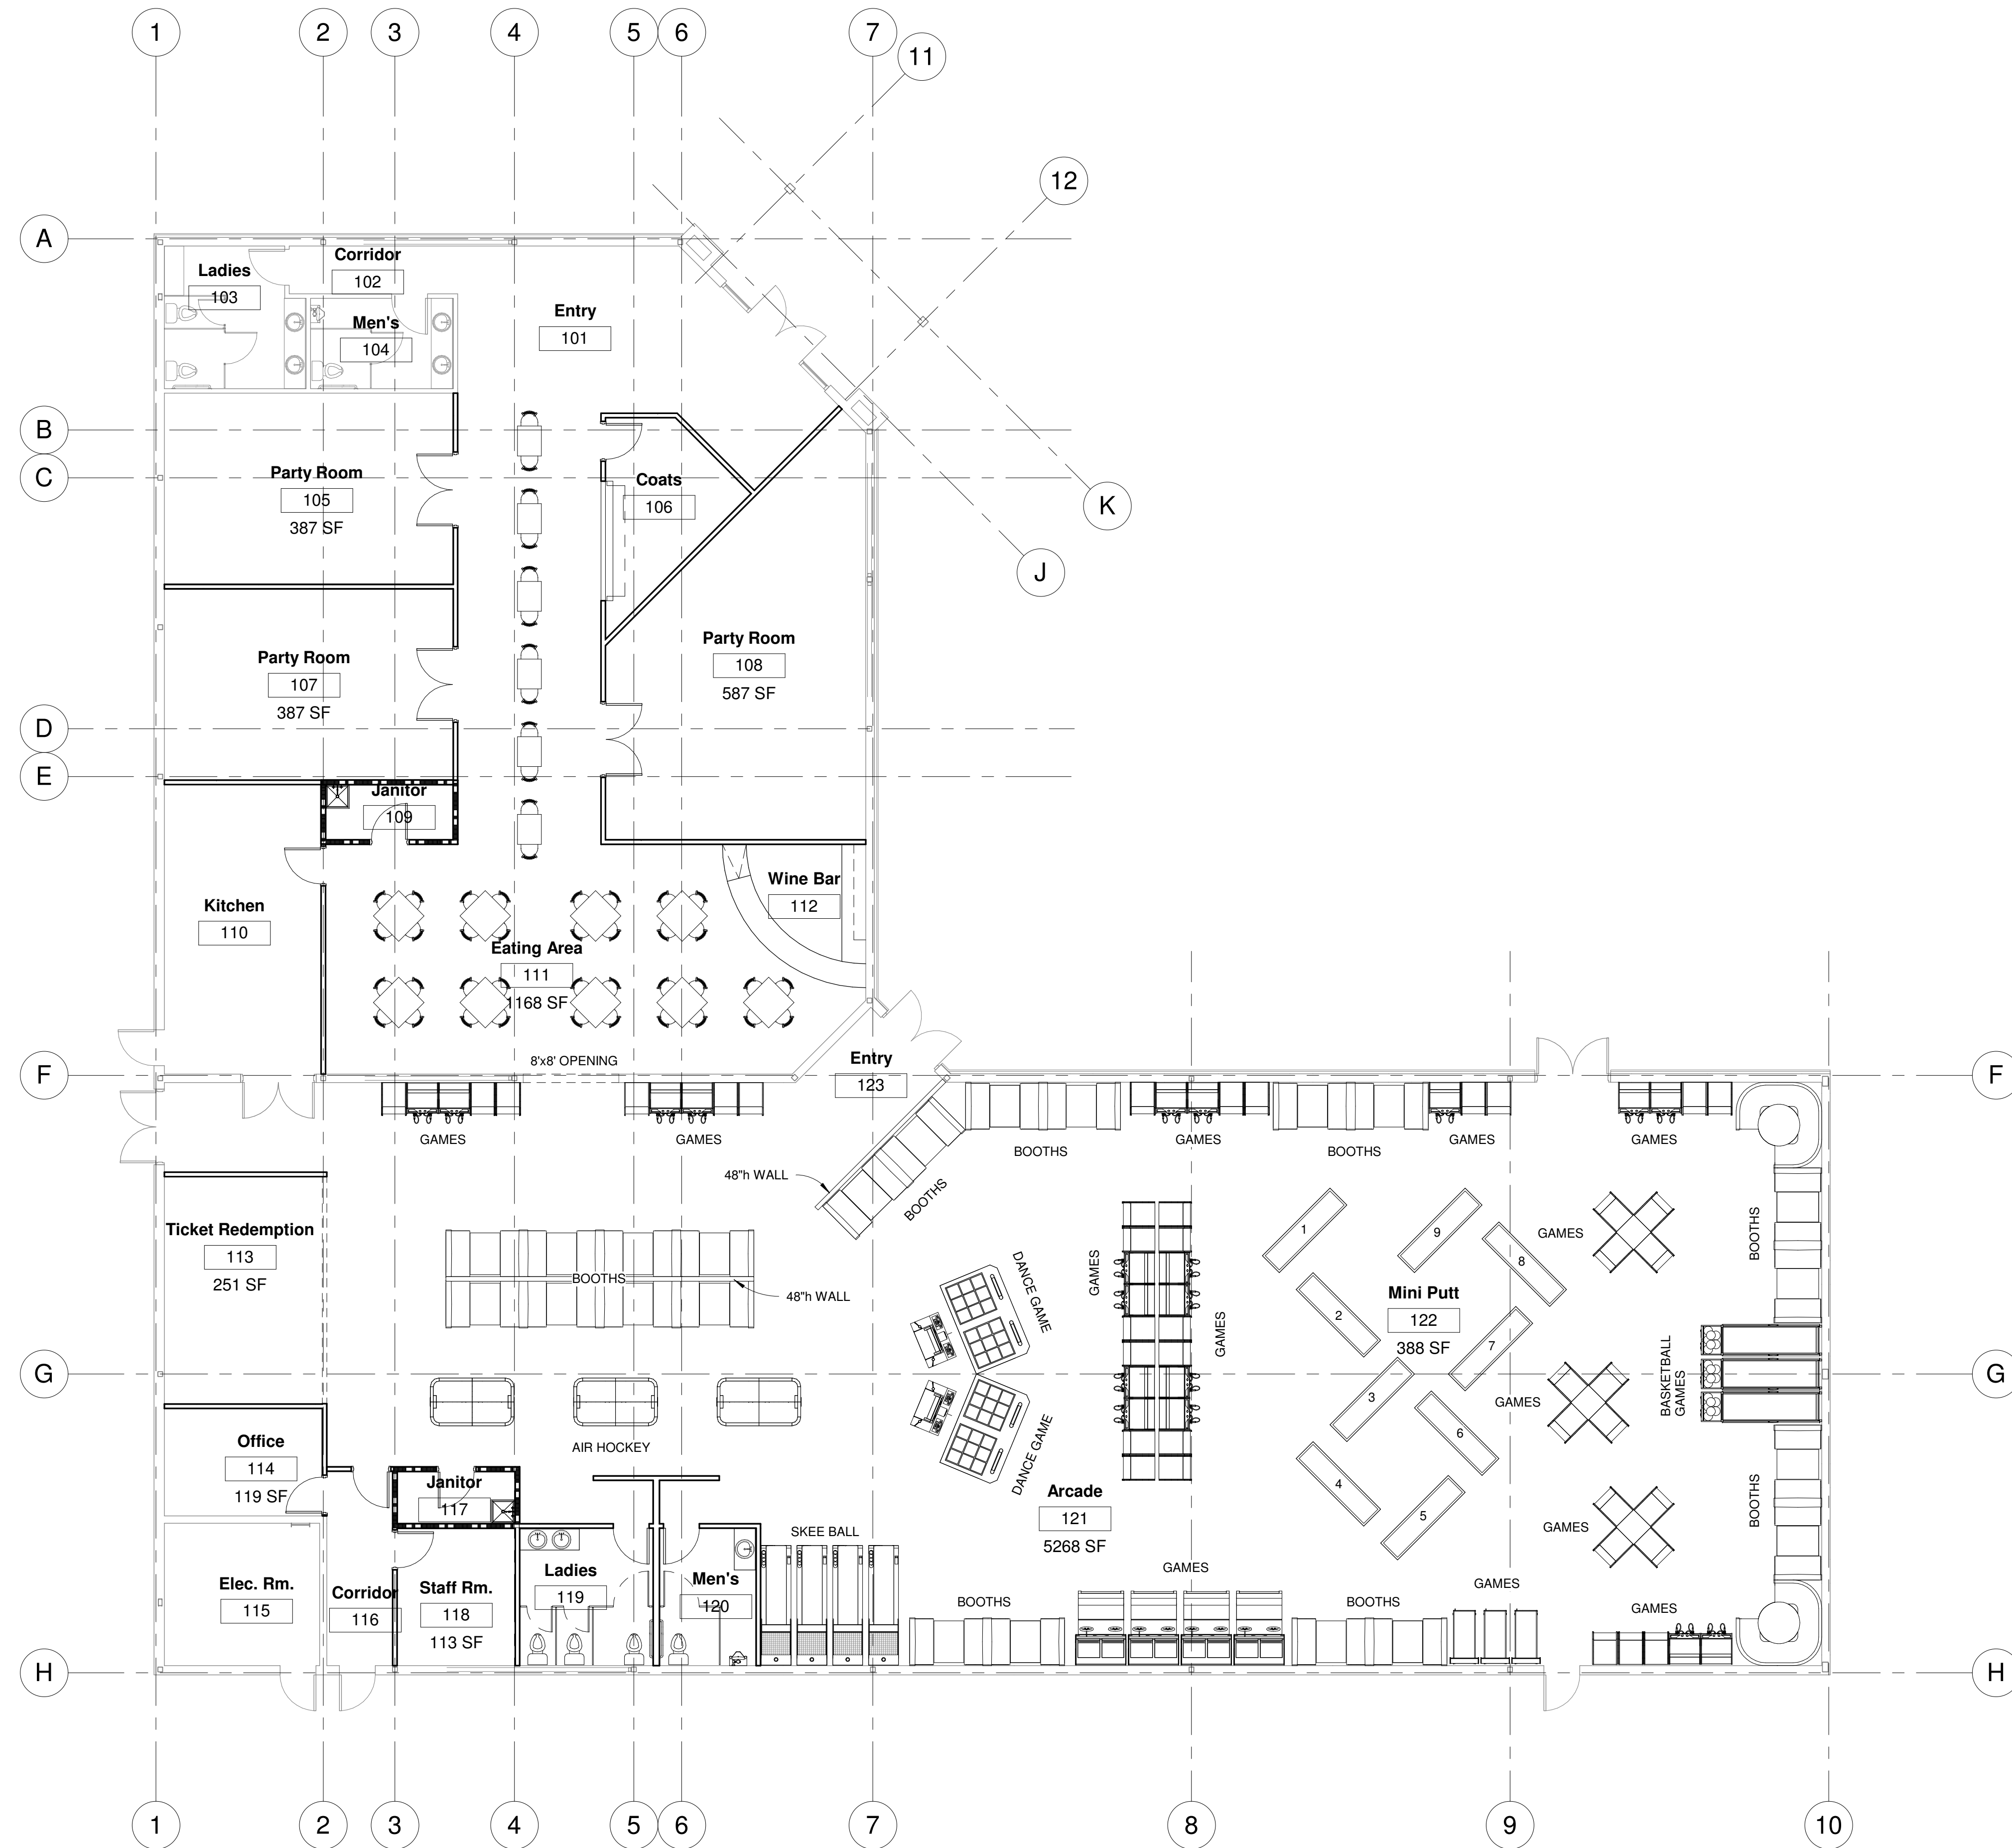 1
2
3
4
5
6
7
11
12
A
Corridor
102
Ladies
103
Men's
104
Entry
101
B
C
Party Room
105
387 SF
Coats
106
K
J
Party Room
107
387 SF
Party Room
108
587 SF
D
E
Janitor
109
Kitchen
110
Wine Bar
112
Eating Area
111
1168 SF
8'x8' OPENING
Entry
123
F
F
GAMES
GAMES
BOOTHS
GAMES
BOOTHS
GAMES
GAMES
48"h WALL
BOOTHS
Ticket Redemption
113
251 SF
BOOTHS
48"h WALL
DANCE GAME
GAMES
GAMES
1
9
8
2
Mini Putt
122
388 SF
7
3
6
4
5
GAMES
BOOTHS
G
G
GAMES
BASKETBALL
GAMES
DANCE GAME
AIR HOCKEY
Office
114
119 SF
Janitor
117
Arcade
121
5268 SF
GAMES
BOOTHS
SKEE BALL
Elec. Rm.
115
Corridor
116
Staff Rm.
118
113 SF
Ladies
119
Men's
120
BOOTHS
GAMES
BOOTHS
GAMES
GAMES
H
H
1
2
3
4
5
6
7
8
9
10